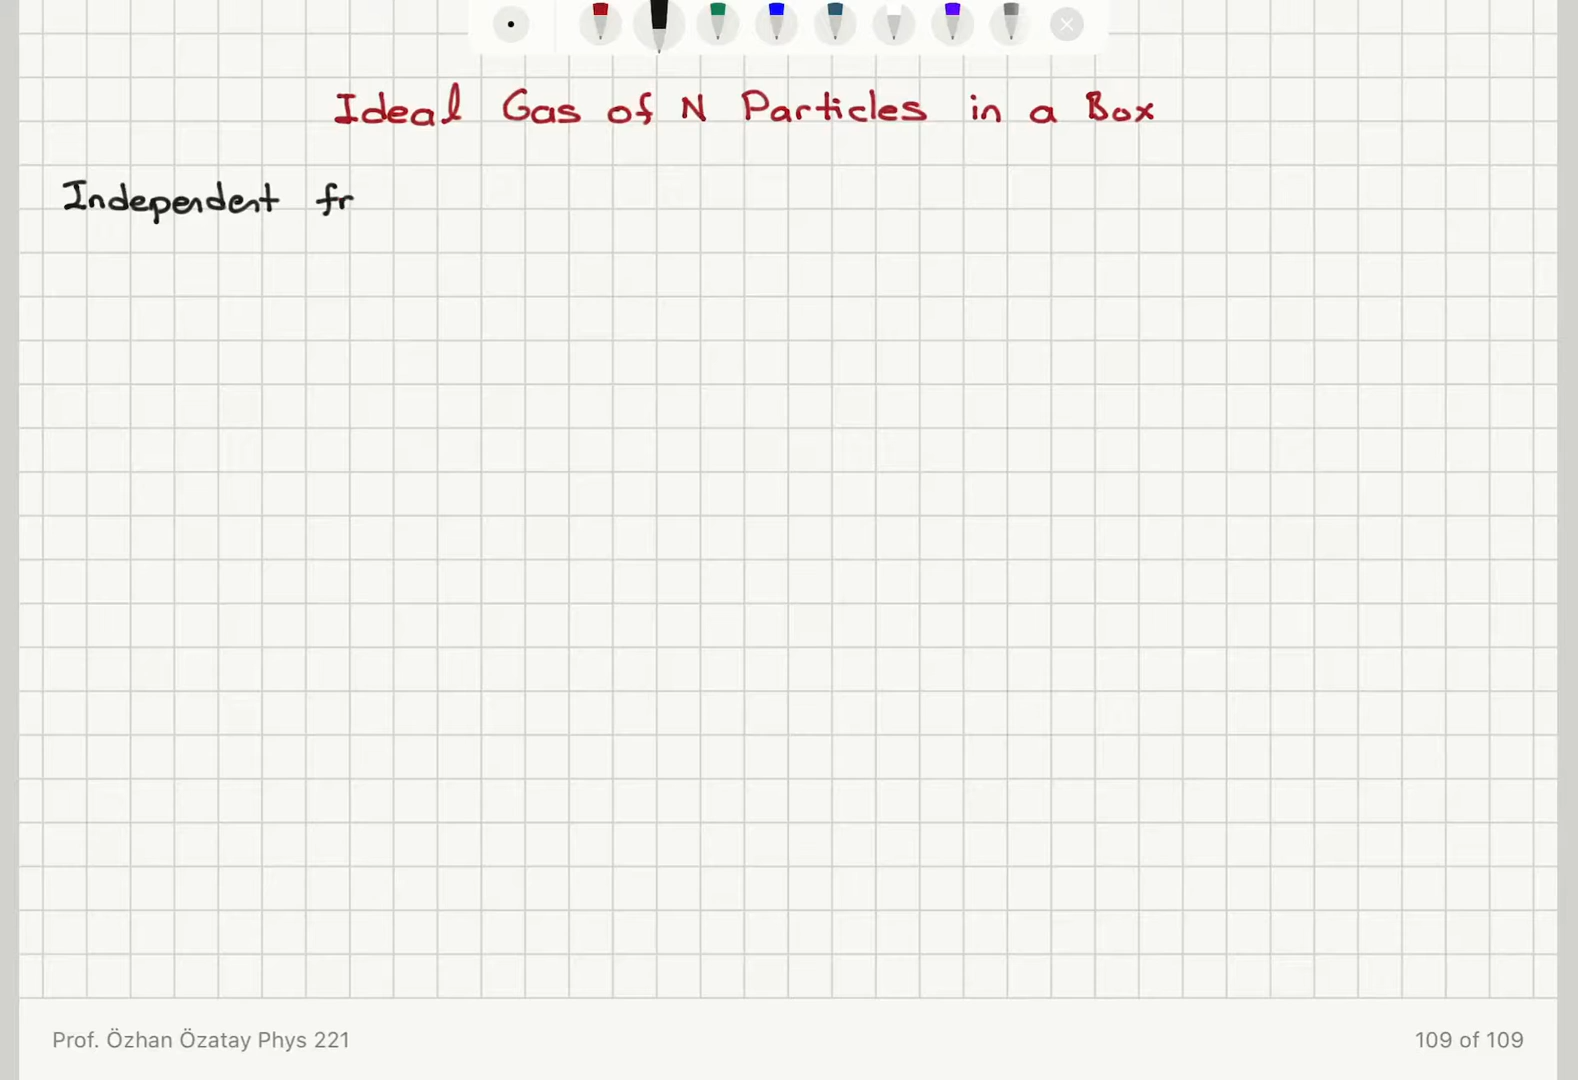 Ideal Gas of N Particles in a Box
Independent fr
Prof. Özhan Özatay Phys 221
109 of 109